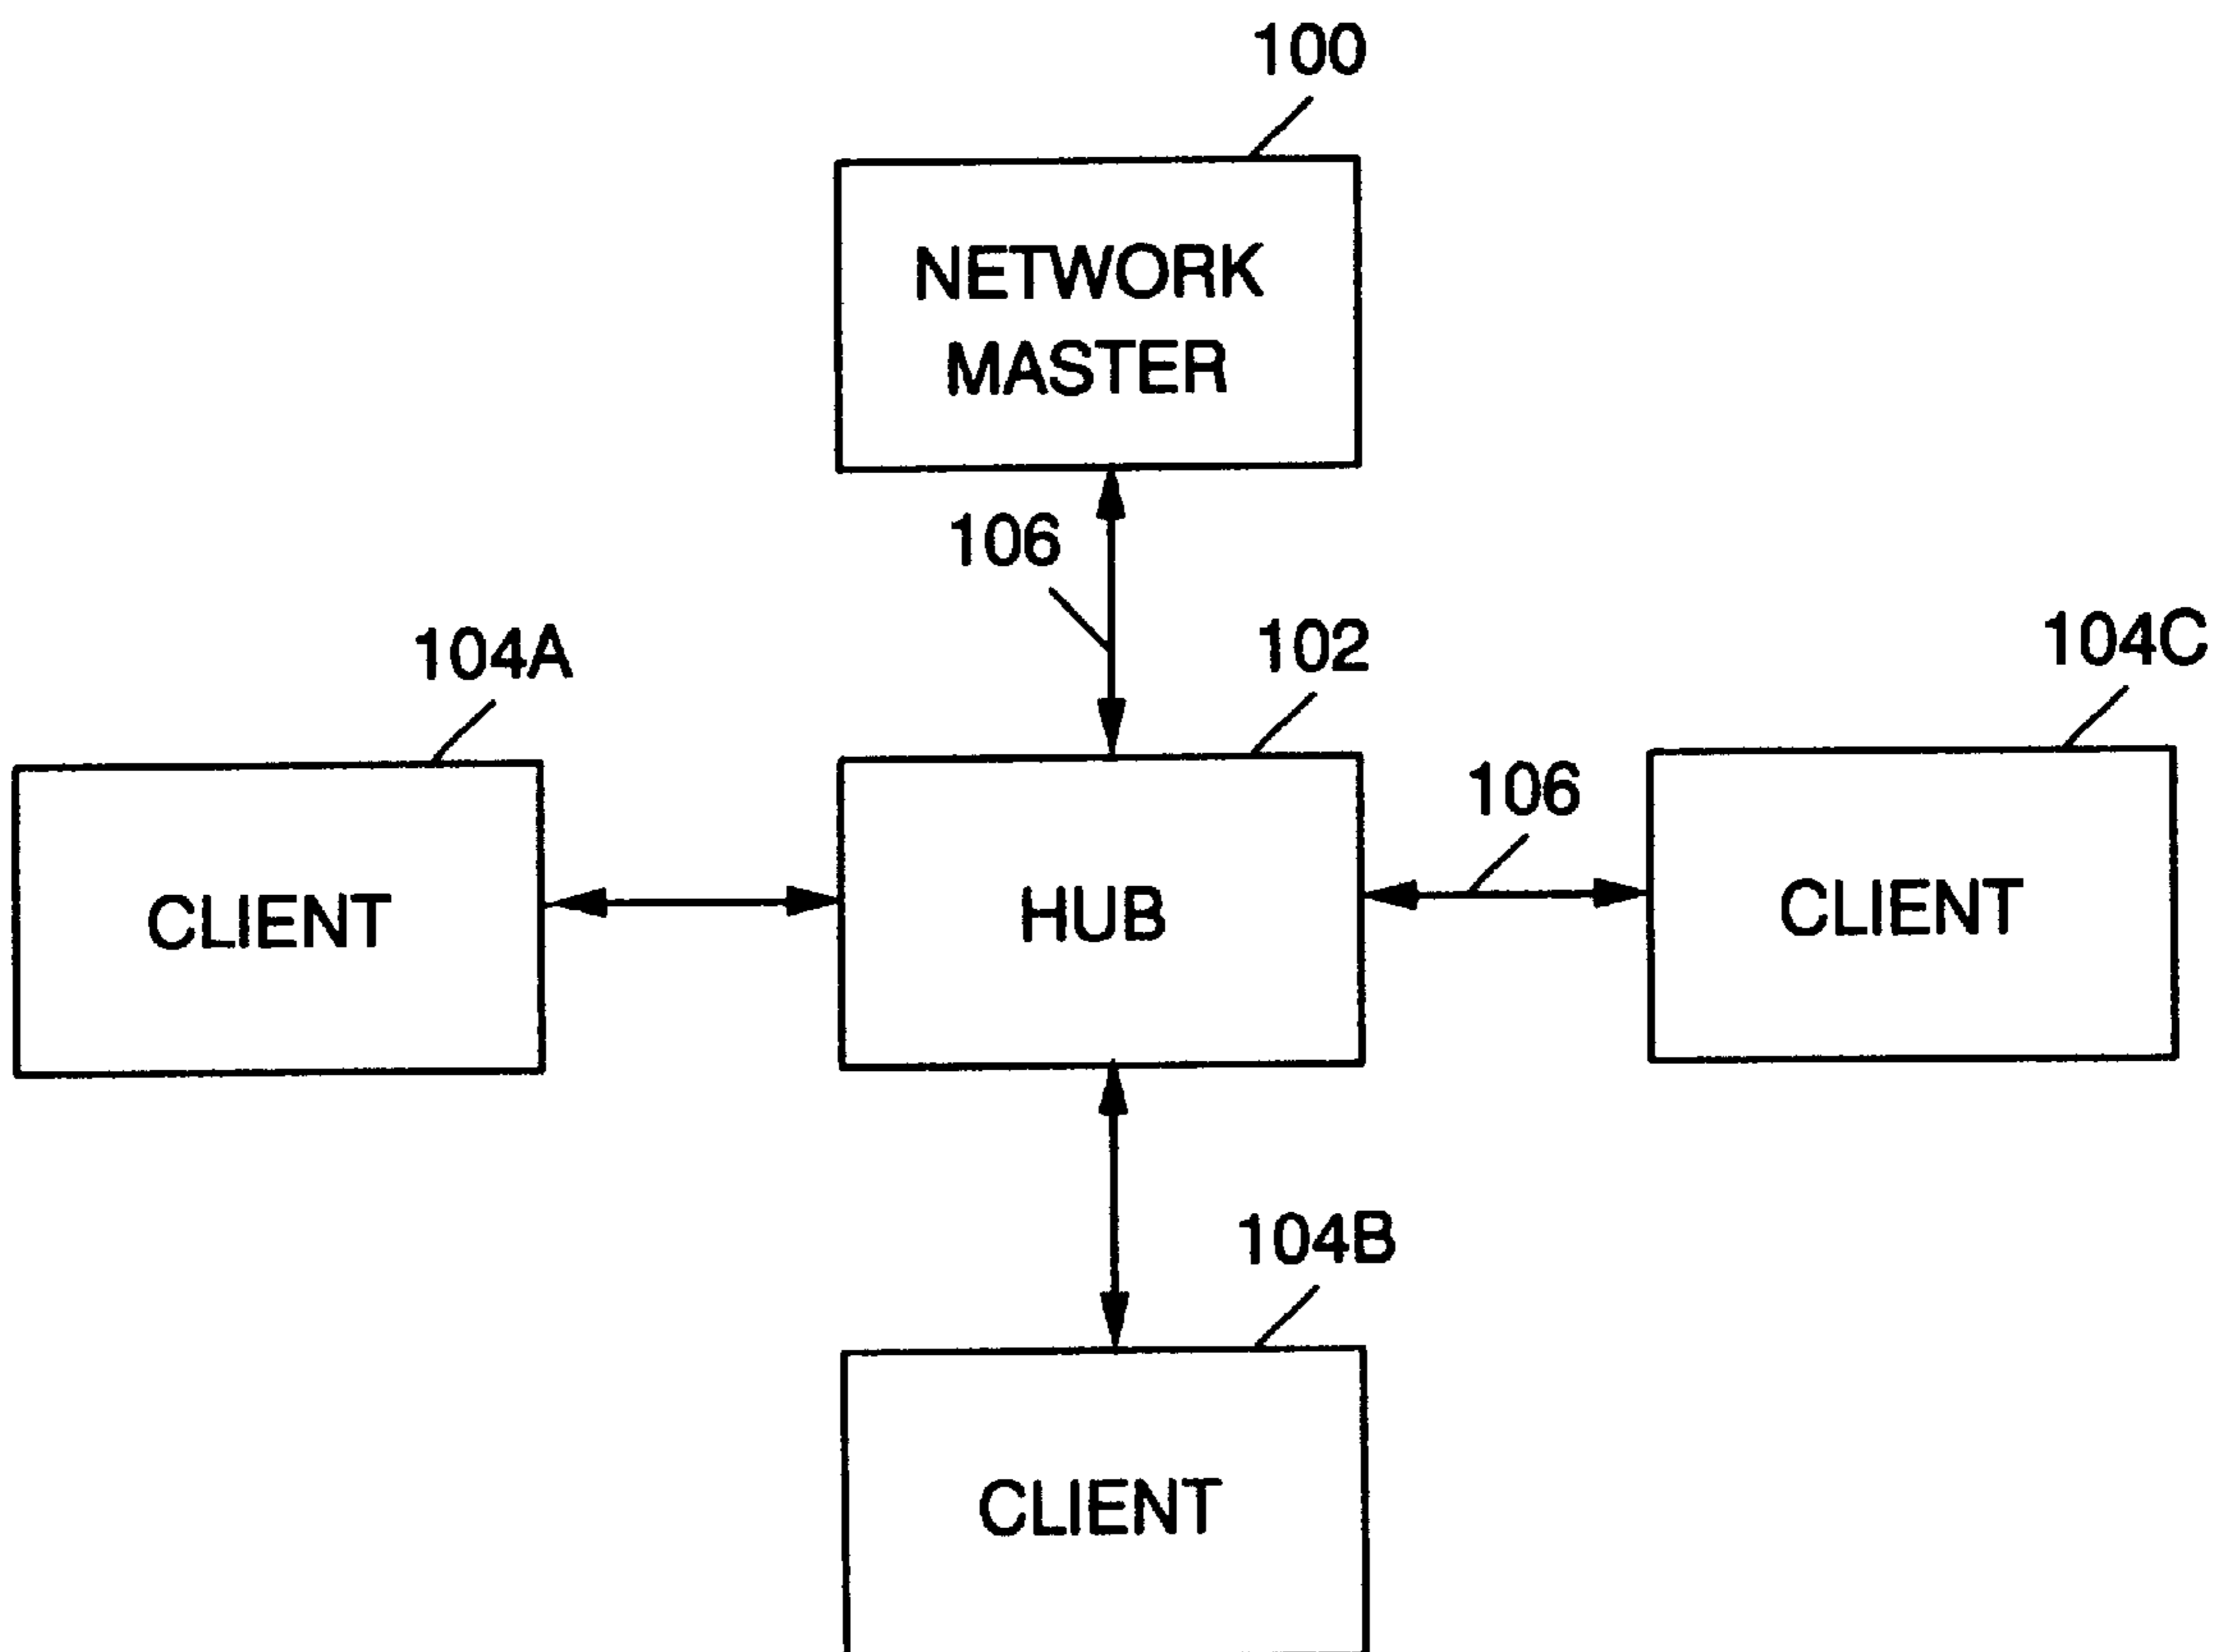 100
NETWORK
MASTER
106
104A
102
104C
106
CLIENT
HUB
CLIENT
104B
CLIENT